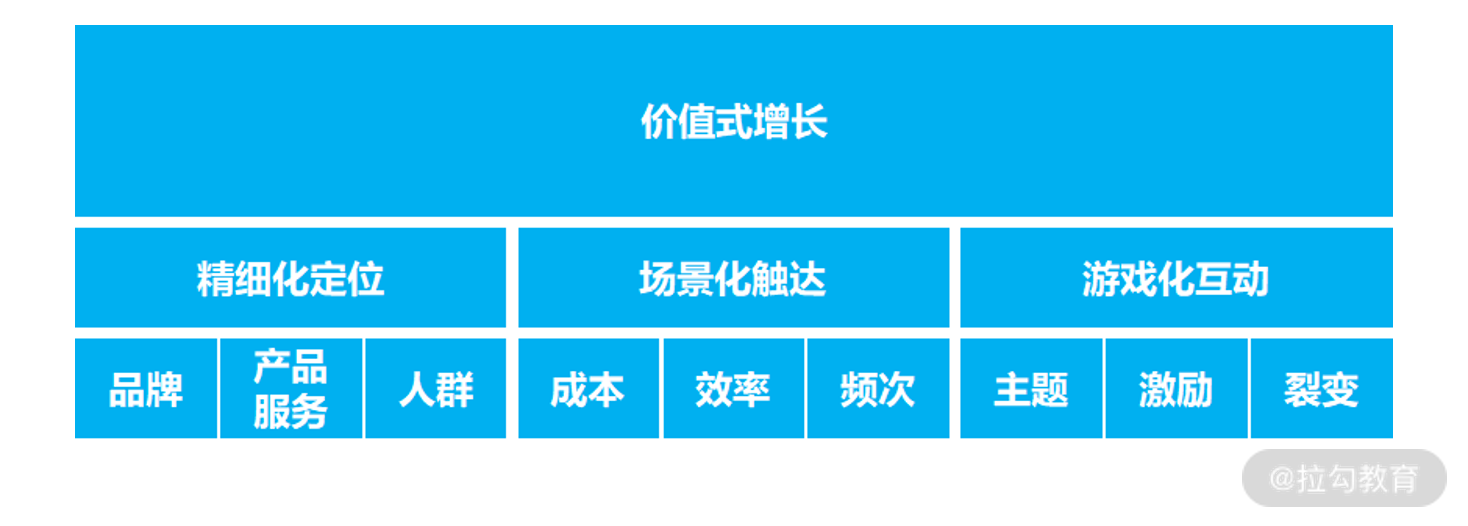 价值式增长
精细化定位
场景化触达
游戏化互动
品牌
产品
服务
人群
成本
效率
频次
主题
激励
裂变
@拉勾教育